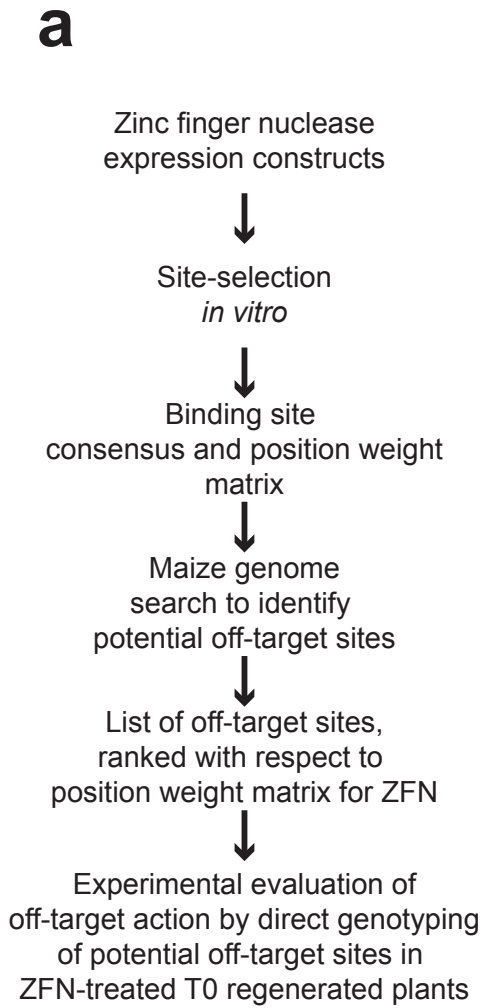 a
Zinc finger nuclease
expression constructs
Site-selection
in vitro
Binding site
consensus and position weight
matrix
Maize genome
search to identify
potential off-target sites
List of off-target sites,
ranked with respect to
position weight matrix for ZFN
Experimental evaluation of
off-target action by direct genotyping
of potential off-target sites in
ZFN-treated T0 regenerated plants